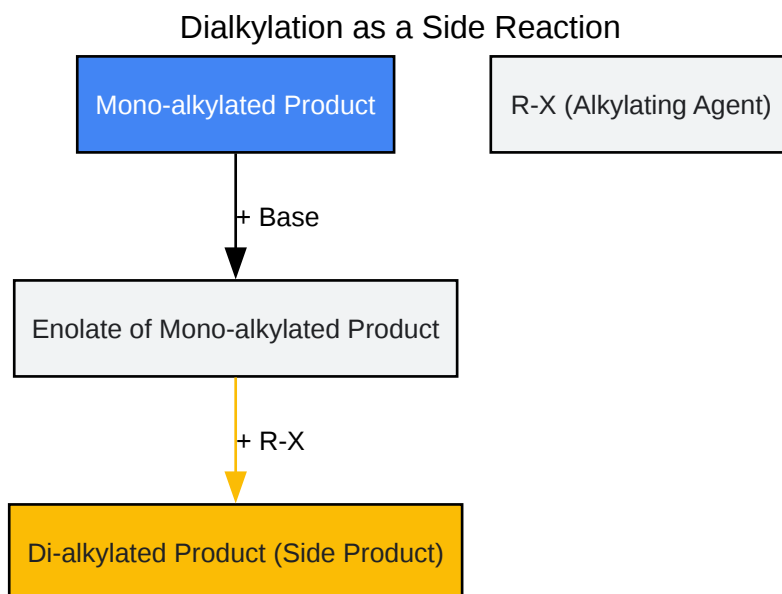 Dialkylation as a Side Reaction
Mono-alkylated Product
R-X (Alkylating Agent)
+ Base
Enolate of Mono-alkylated Product
+ R-X
Di-alkylated Product (Side Product)